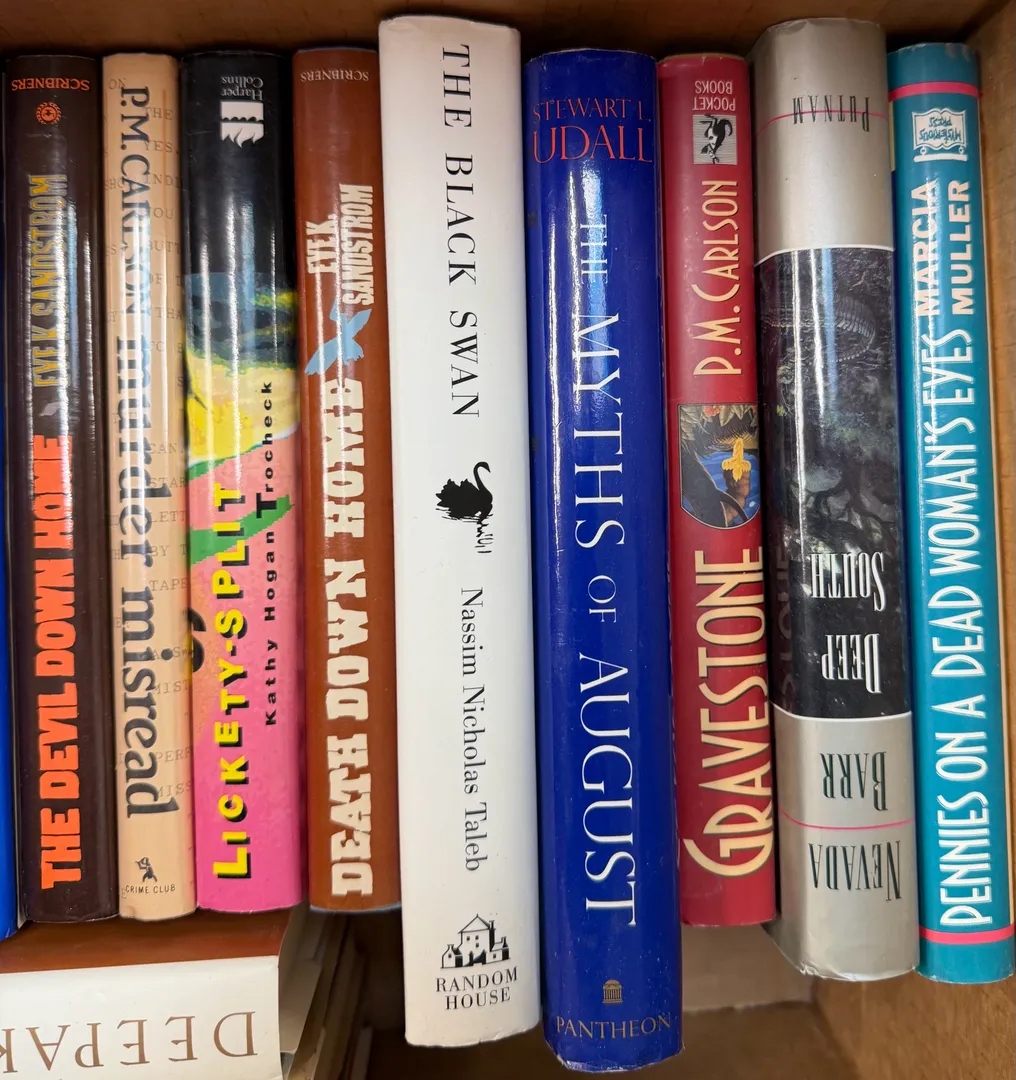 SCRIBNERS
EVE K. SANDSTROM
THE DEVIL DOWN HOME
P.M. CARLSON
murder misread
CRIME CLUB
Harper
Collins
LICKETY-SPLIT
Kathy Hogan Trocheck
SCRIBNERS
EVE K.
SANDSTROM
DEATH DOWN HOME
THE BLACK SWAN
Nassim Nicholas Taleb
RANDOM
HOUSE
STEWART L.
UDALL
THE MYTHS OF AUGUST
PANTHEON
POCKET
BOOKS
P.M. CARLSON
GRAVESTONE
NEVADA
BARR
DEEP
SOUTH
PUTNAM
MYSTERIOUS
PRESS
MARCIA
MULLER
PENNIES ON A DEAD WOMAN'S EYES
DEEPAK